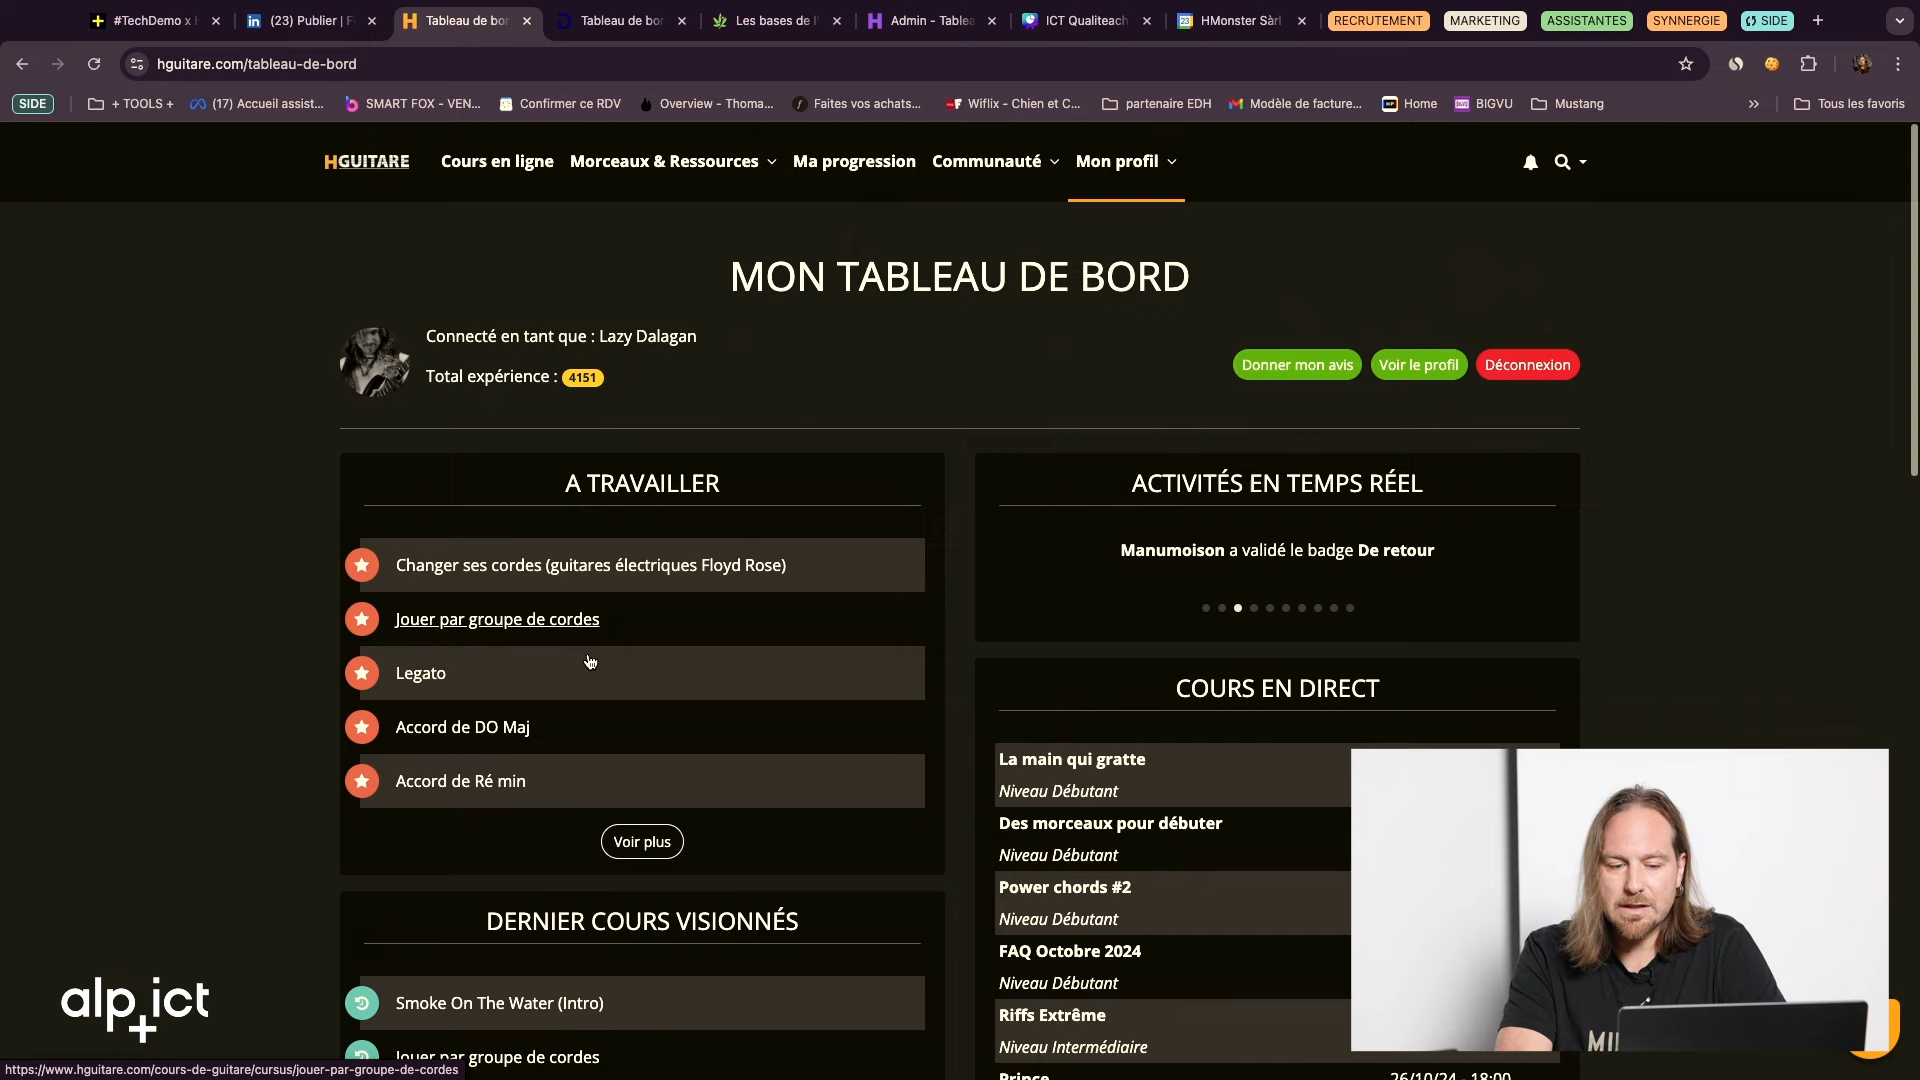 #TechDemo x
(23) Publier | F
Tableau de bor
Tableau de bor
Les bases de l'
Admin - Table
ICT Qualiteach
HMonster Sàrl
RECRUTEMENT
MARKETING
ASSISTANTES
SYNNERGIE
SIDE
hguitare.com/tableau-de-bord
SIDE
+ TOOLS +
(17) Accueil assist...
SMART FOX - VEN...
Confirmer ce RDV
Overview - Thoma...
Faites vos achats...
Wiflix - Chien et C...
partenaire EDH
Modèle de facture...
Home
BIGVU
Mustang
Tous les favoris
HGUITARE
Cours en ligne
Morceaux & Ressources
Ma progression
Communauté
Mon profil
MON TABLEAU DE BORD
Connecté en tant que : Lazy Dalagan
Total expérience : 4151
Donner mon avis
Voir le profil
Déconnexion
A TRAVAILLER
Changer ses cordes (guitares électriques Floyd Rose)
Jouer par groupe de cordes
Legato
Accord de DO Maj
Accord de Ré min
Voir plus
DERNIER COURS VISIONNÉS
Smoke On The Water (Intro)
Jouer par groupe de cordes
ACTIVITÉS EN TEMPS RÉEL
Manumoison a validé le badge De retour
COURS EN DIRECT
La main qui gratte
Niveau Débutant
Des morceaux pour débuter
Niveau Débutant
Power chords #2
Niveau Débutant
FAQ Octobre 2024
Niveau Débutant
Riffs Extrême
Niveau Intermédiaire
Prince
26/10/24 - 18:00
alp ict
https://www.hguitare.com/cours-de-guitare/cursus/jouer-par-groupe-de-cordes